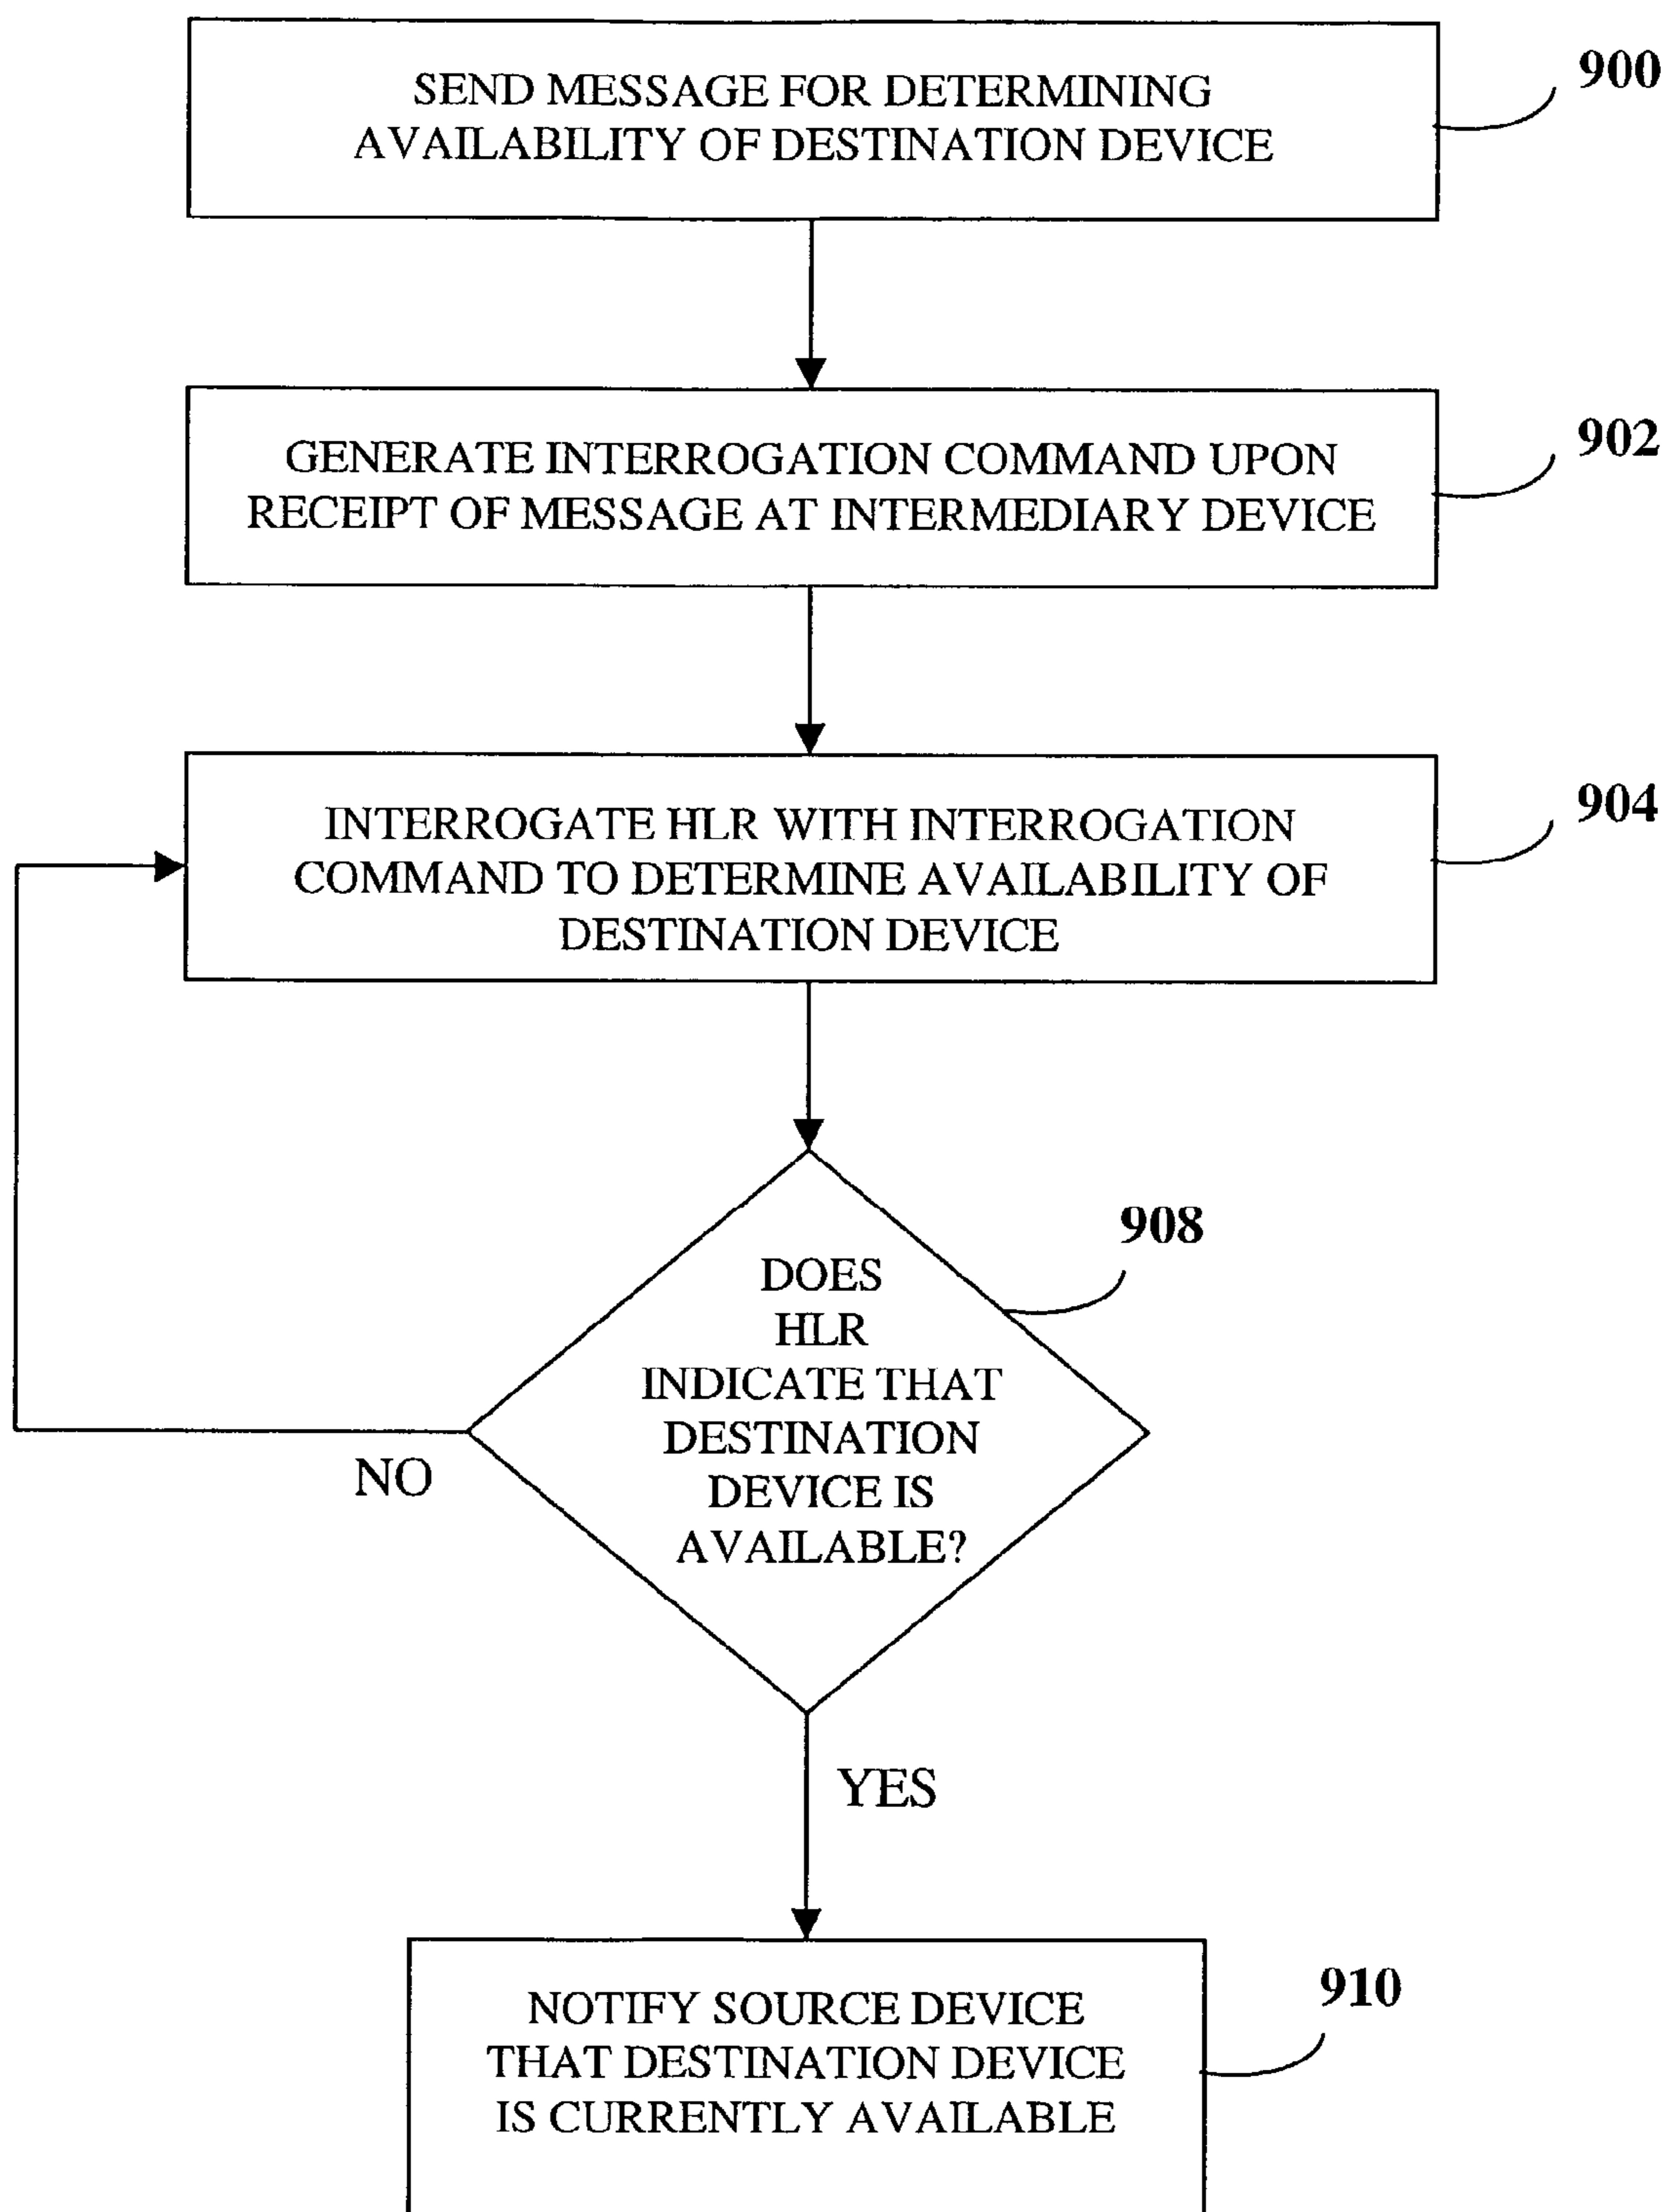 SEND MESSAGE FOR DETERMINING
AVAILABILITY OF DESTINATION DEVICE
900
GENERATE INTERROGATION COMMAND UPON
RECEIPT OF MESSAGE AT INTERMEDIARY DEVICE
902
INTERROGATE HLR WITH INTERROGATION
COMMAND TO DETERMINE AVAILABILITY OF
DESTINATION DEVICE
904
DOES
HLR
INDICATE THAT
DESTINATION
DEVICE IS
AVAILABLE?
908
NO
YES
NOTIFY SOURCE DEVICE
THAT DESTINATION DEVICE
IS CURRENTLY AVAILABLE
910